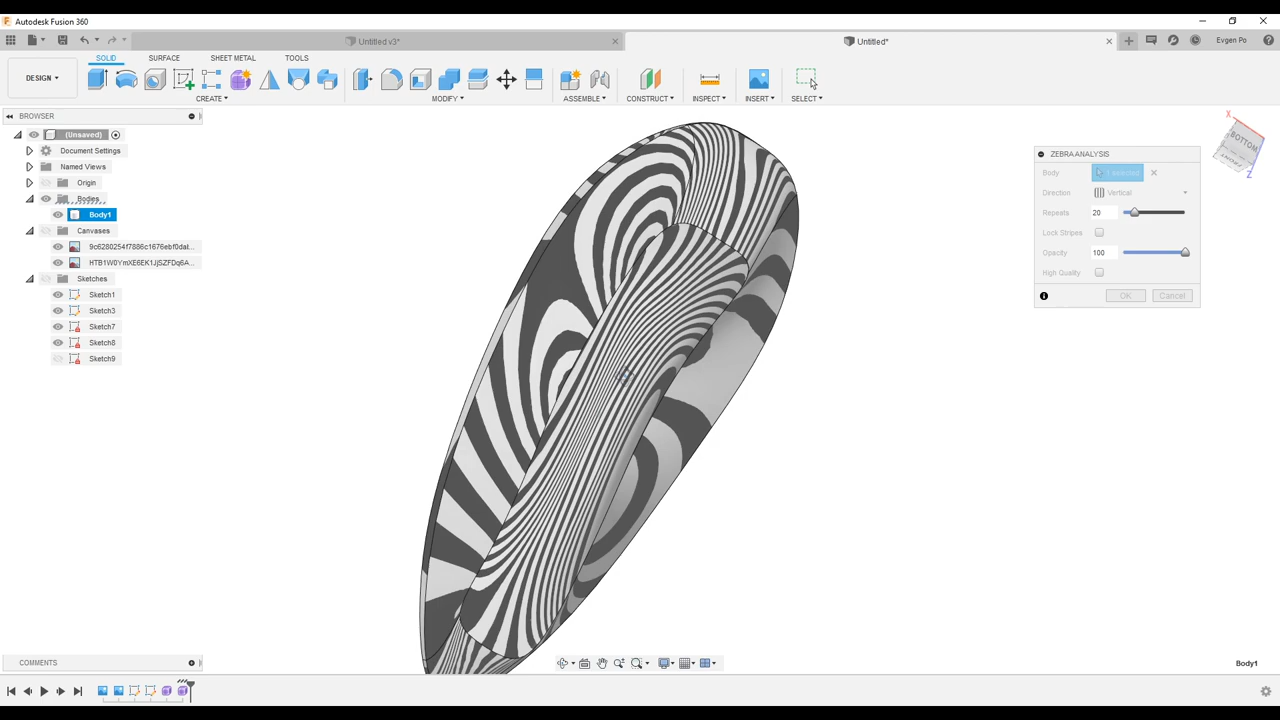 Autodesk Fusion 360
Untitled v3*
Untitled*
Evgen Po
DESIGN
SOLID SURFACE SHEET METAL TOOLS
CREATE MODIFY ASSEMBLE CONSTRUCT INSPECT INSERT SELECT
BROWSER
(Unsaved)
Document Settings
Named Views
Origin
Bodies
Body1
Canvases
9c6280254f7886c1676ebf0dat...
HTB1W0YmXE6EK1JjSZFDq6A...
Sketches
Sketch1
Sketch3
Sketch7
Sketch8
Sketch9
ZEBRA ANALYSIS
Body 1 selected
Direction Vertical
Repeats 20
Lock Stripes
Opacity 100
High Quality
OK Cancel
X
BOTTOM
FRONT
Z
COMMENTS
Body1